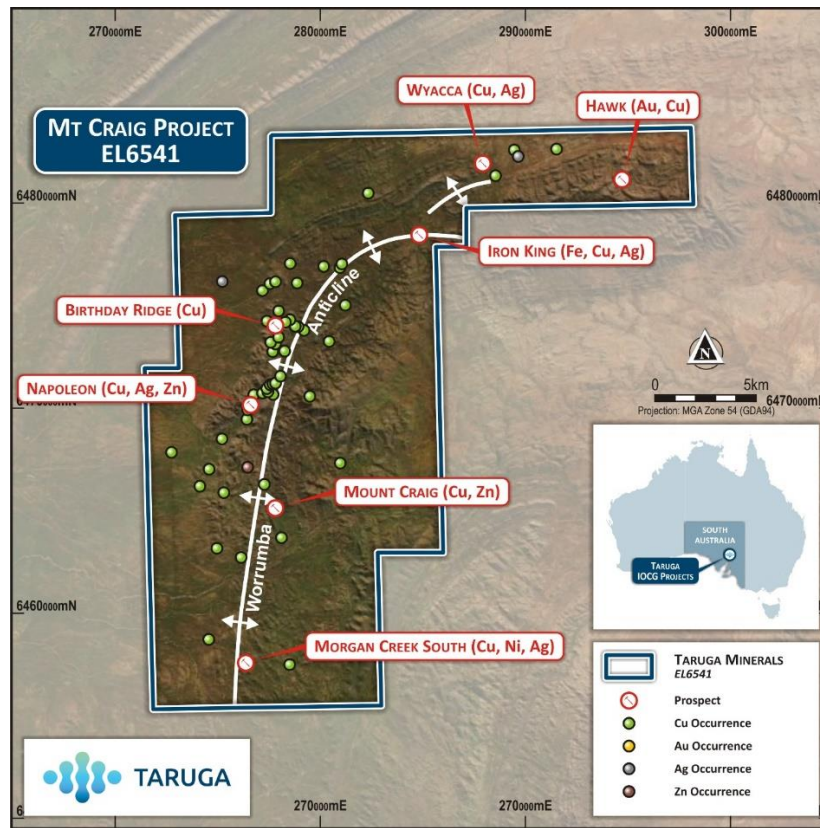 270000mE
280000mE
290000mE
300000mE
WYACCA (Cu, Ag)
HAWK (Au, Cu)
MT CRAIG PROJECT
EL6541
6480000mN
6480000mN
IRON KING (Fe, Cu, Ag)
Anticline
BIRTHDAY RIDGE (Cu)
N
NAPOLEON (Cu, Ag, Zn)
0
5km
6470000mN
6470000mN
Projection: MGA Zone 54 (GDA94)
MOUNT CRAIG (Cu, Zn)
SOUTH
AUSTRALIA
TARUGA
IOCG PROJECTS
Worrumba
6460000mN
MORGAN CREEK SOUTH (Cu, Ni, Ag)
TARUGA MINERALS
EL6541
Prospect
Cu Occurrence
Au Occurrence
Ag Occurrence
Zn Occurrence
TARUGA
270000mE
270000mE